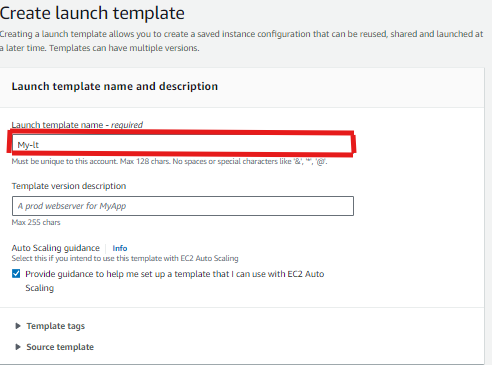 Create launch template
Creating a launch template allows you to create a saved instance configuration that can be reused, shared and launched at
a later time. Templates can have multiple versions.
Launch template name and description
Launch template name - required
My-lt
Must be unique to this account. Max 128 chars. No spaces or special characters like '&', '*', '@'.
Template version description
A prod webserver for MyApp
Max 255 chars
Auto Scaling guidance Info
Select this if you intend to use this template with EC2 Auto Scaling
Provide guidance to help me set up a template that I can use with EC2 Auto
Scaling
Template tags
Source template